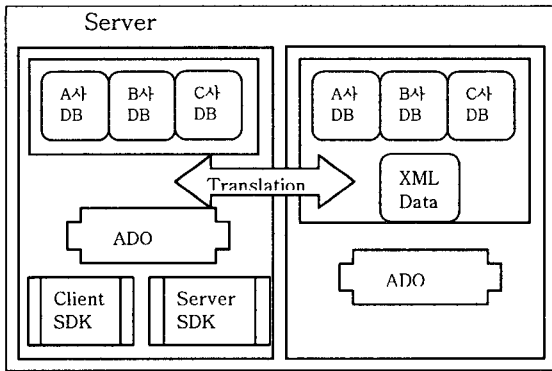 Server
A사 DB
B사 DB
C사 DB
A사 DB
B사 DB
C사 DB
Translation
XML Data
ADO
ADO
Client SDK
Server SDK